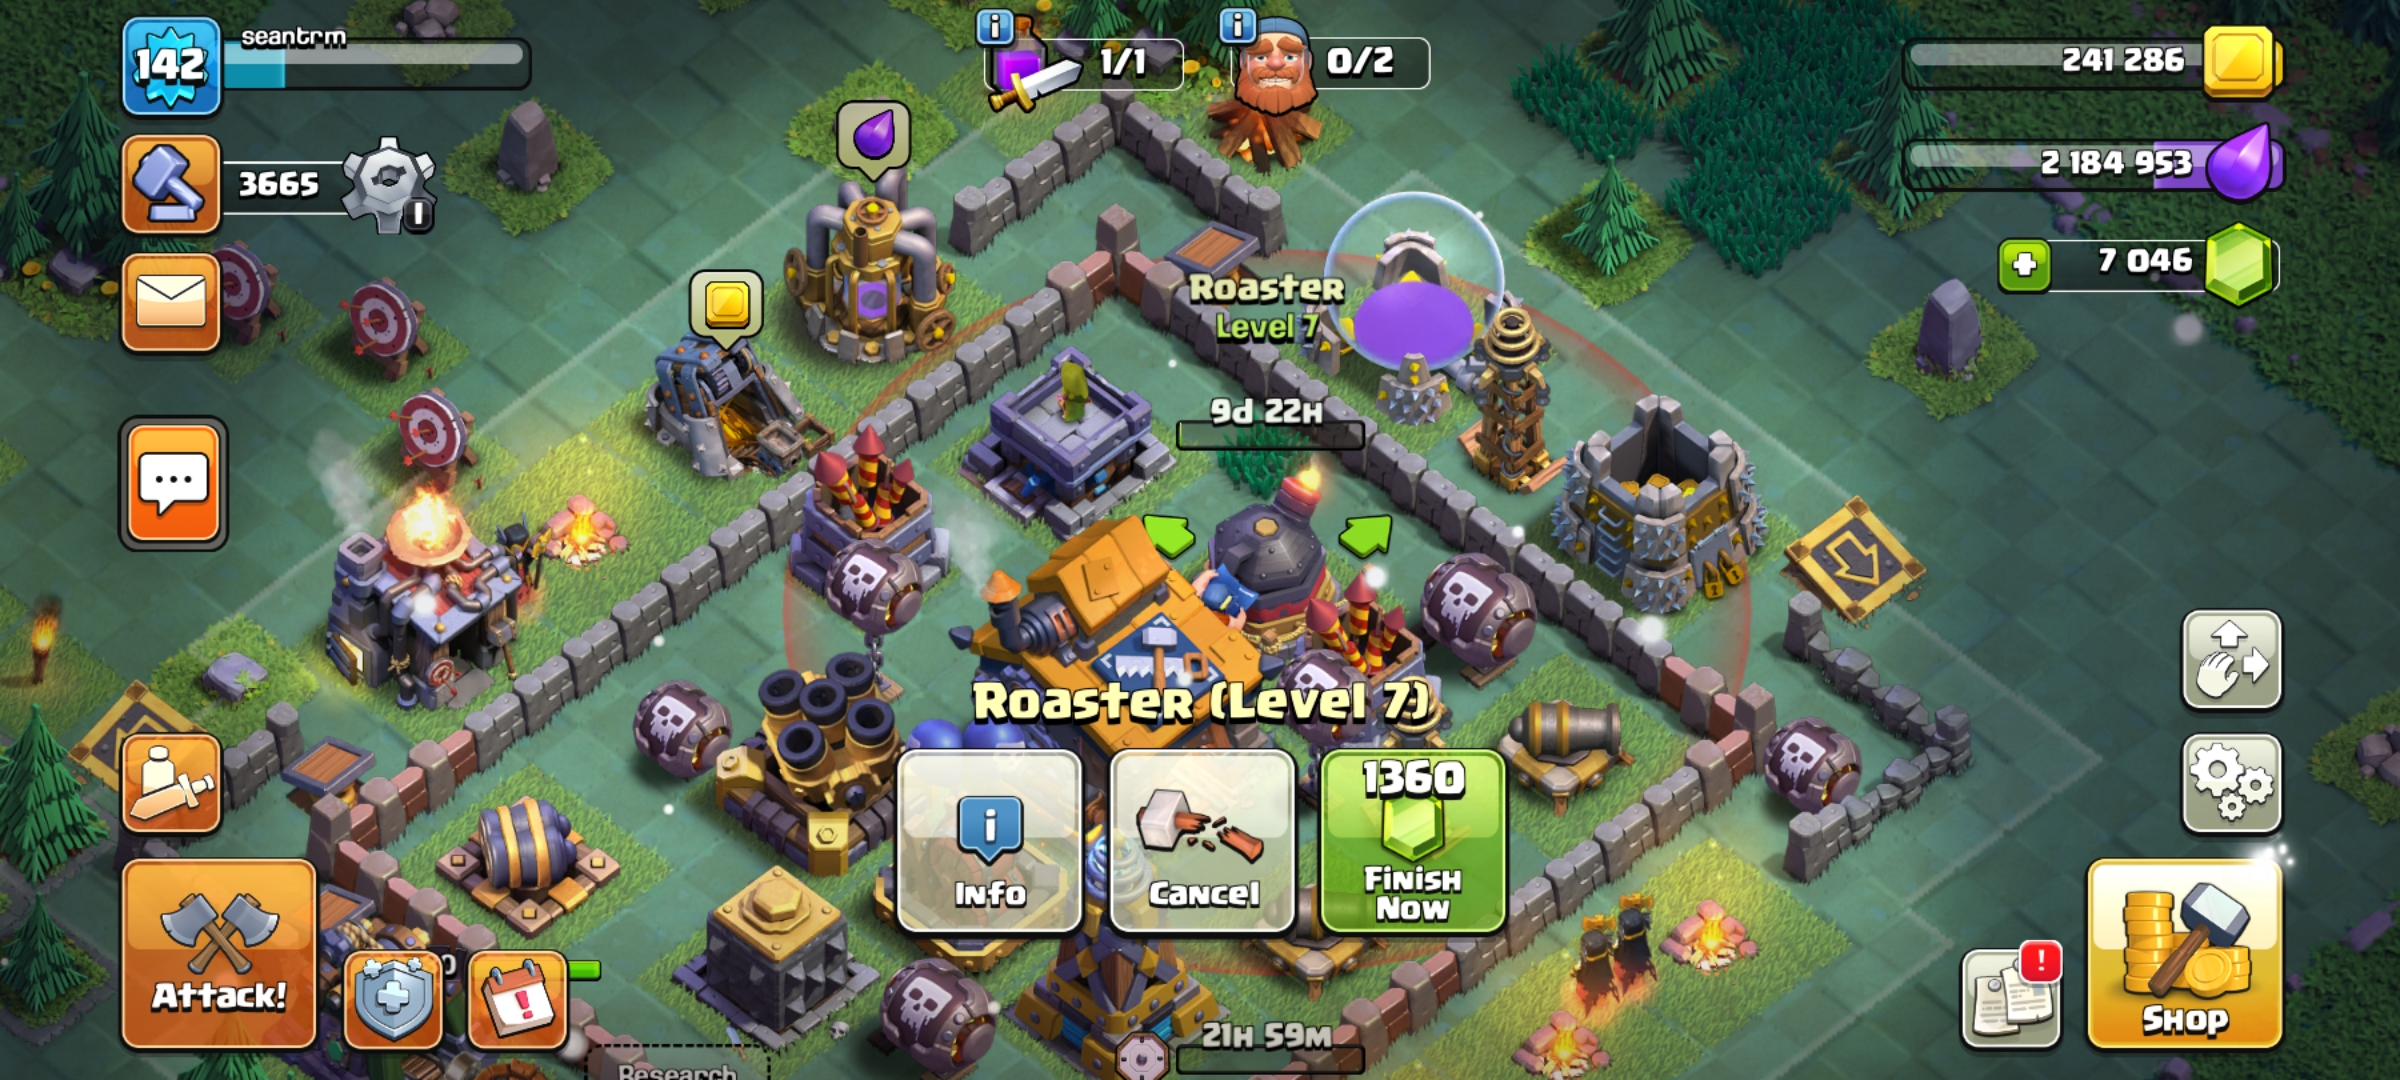 142
seantrm
1/1
0/2
241 286
3665
2 184 953
7 046
Roaster
Level 7
9d 22H
Roaster (Level 7)
1360
Info
Cancel
Finish
Now
Attack!
0
Shop
21H 59M
Research